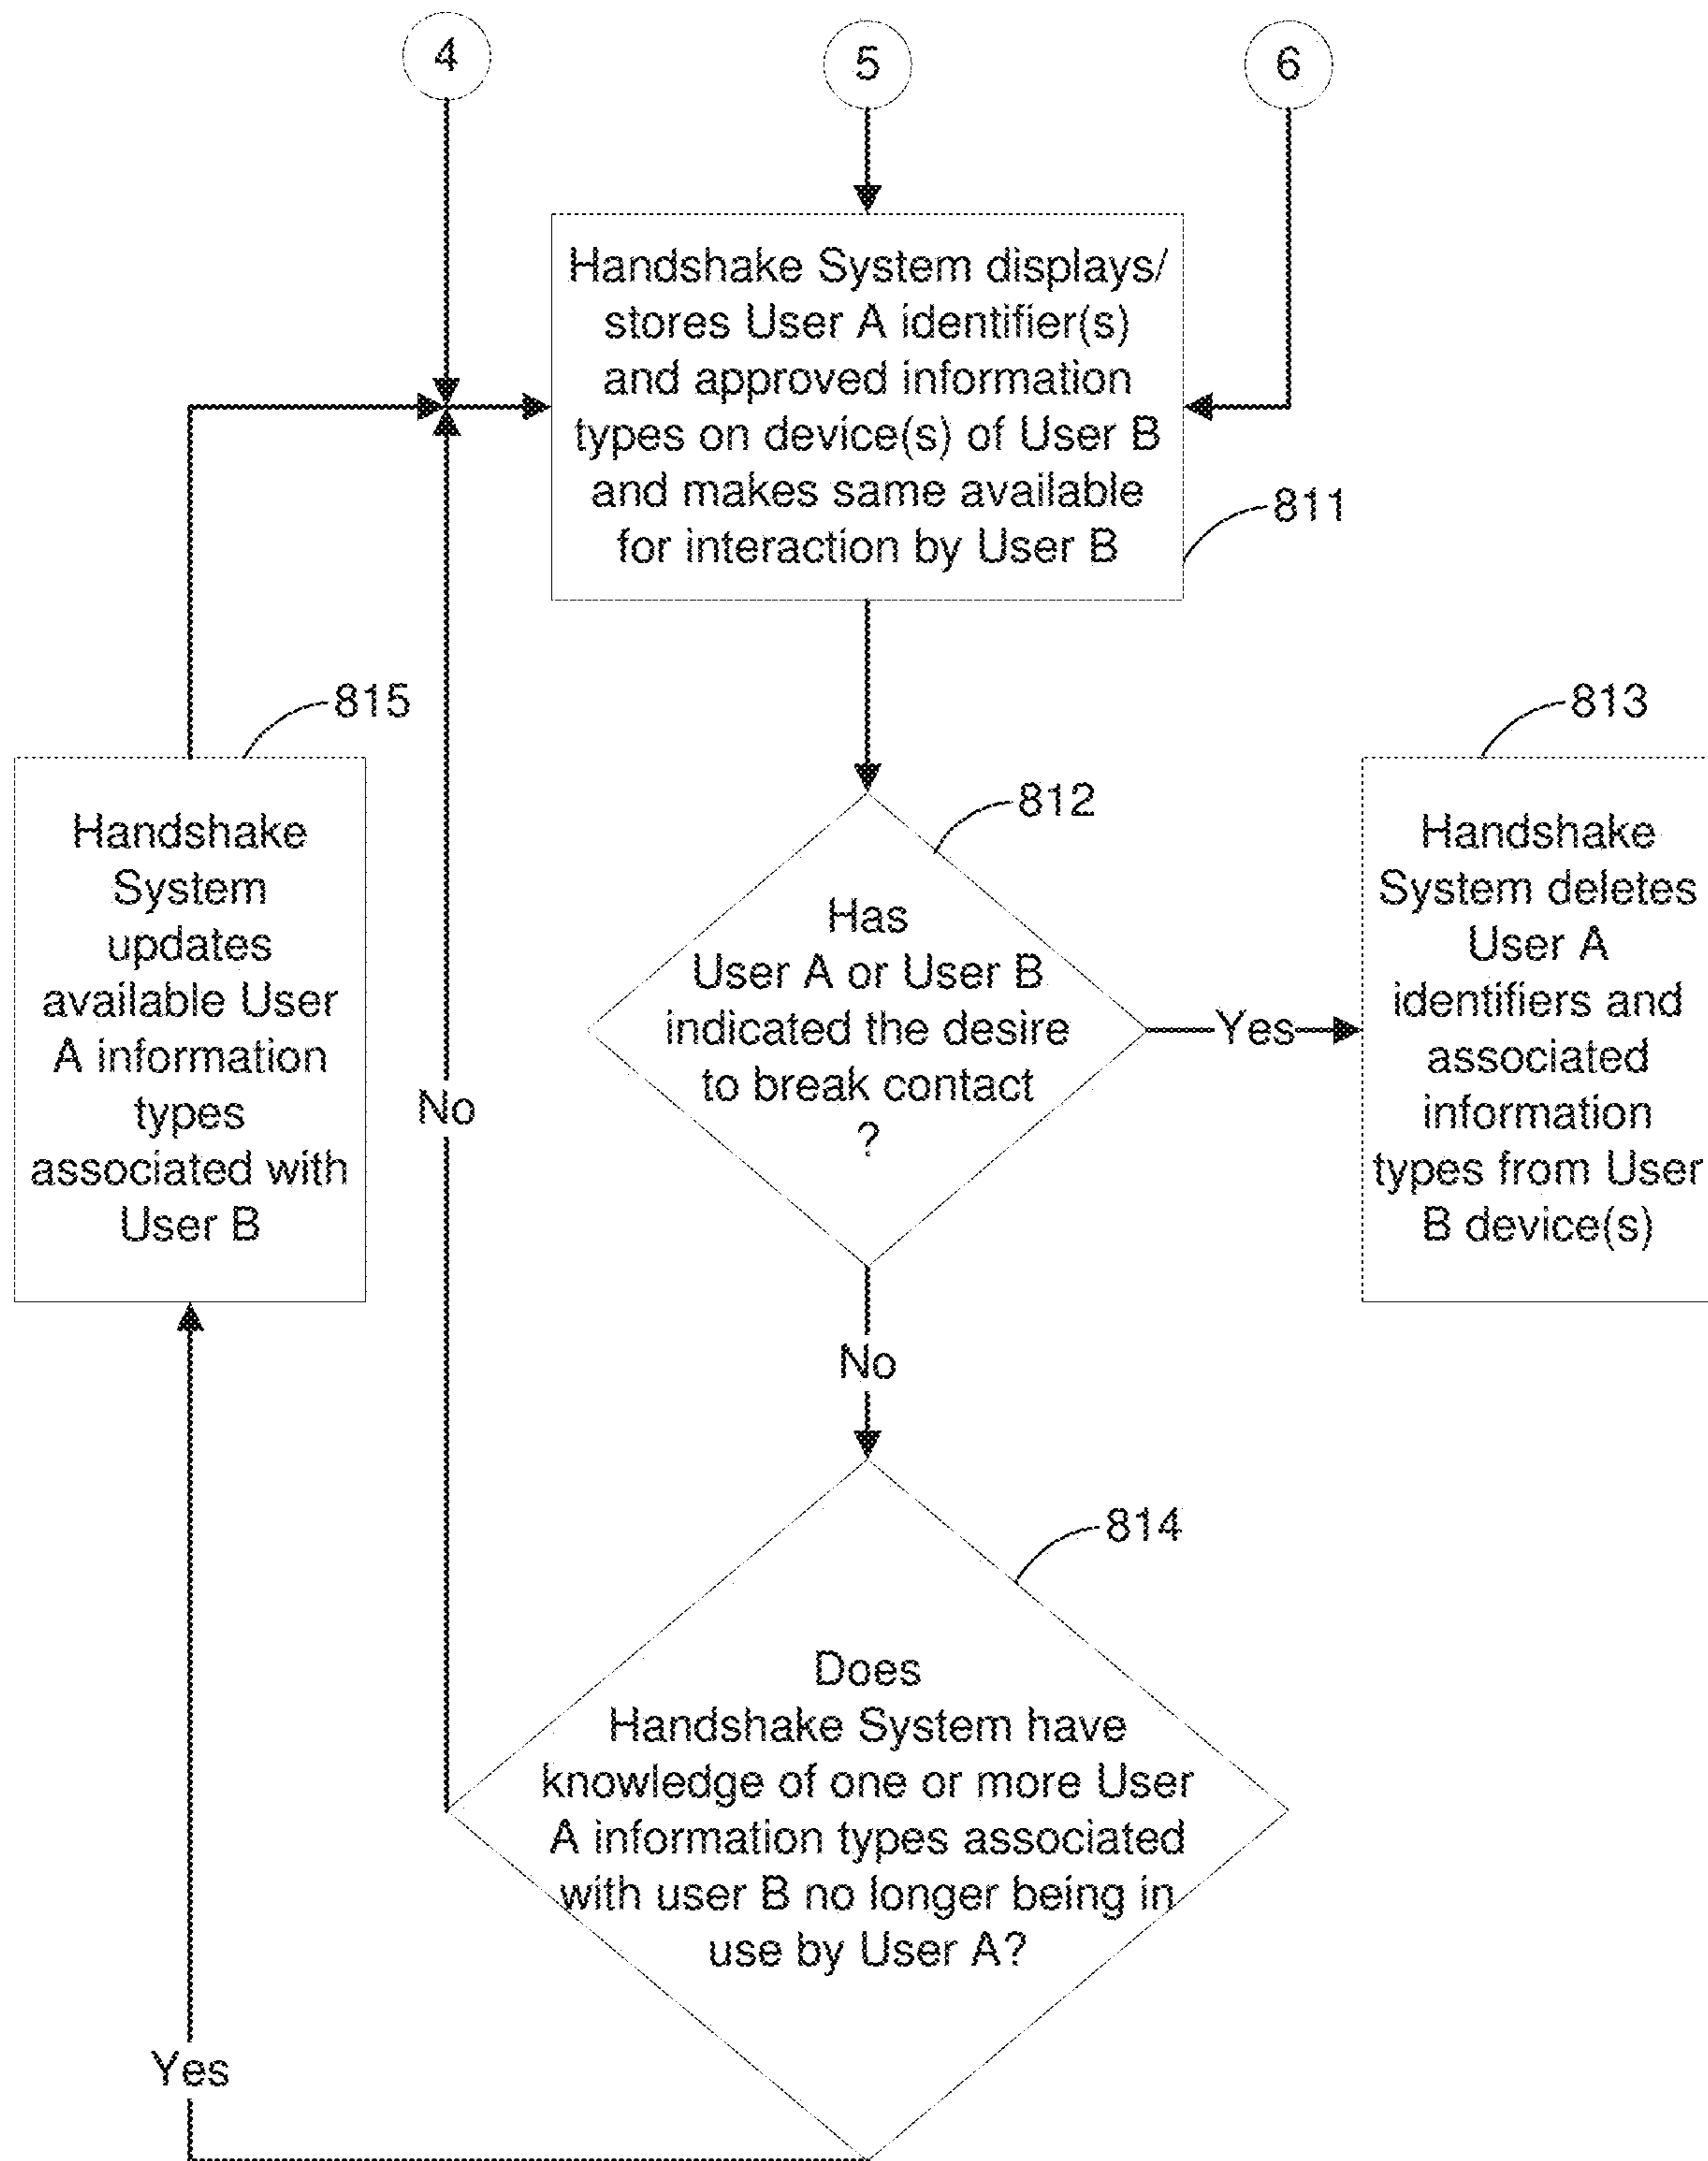 4
5
6
Handshake System displays/
stores User A identifier(s)
and approved information
types on device(s) of User B
and makes same available
for interaction by User B
811
815
813
812
Handshake
System
updates
available User
A information
types
associated with
User B
Has
User A or User B
indicated the desire
to break contact
?
Yes
Handshake
System deletes
User A
identifiers and
associated
information
types from User
B device(s)
No
No
814
Does
Handshake System have
knowledge of one or more User
A information types associated
with user B no longer being in
use by User A?
Yes